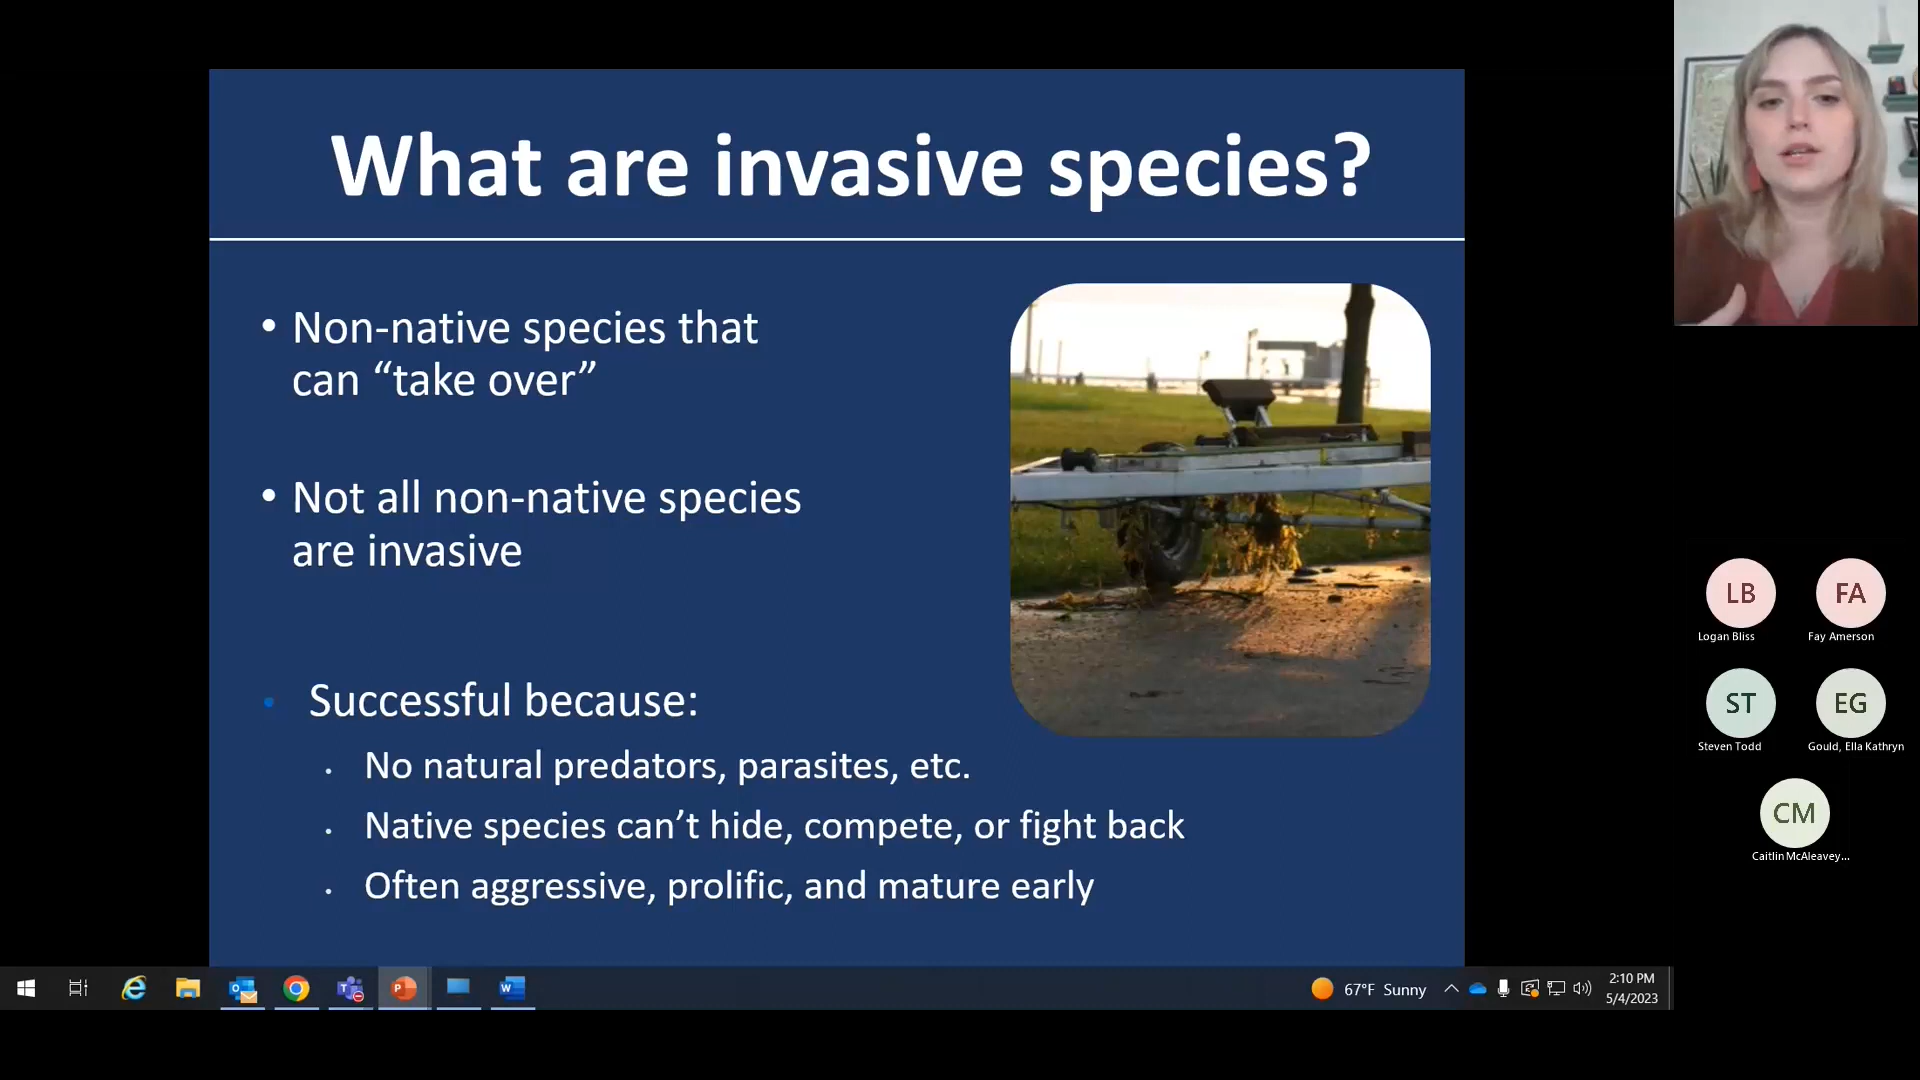 What are invasive species?
• Non-native species that
can “take over”
• Not all non-native species
are invasive
• Successful because:
• No natural predators, parasites, etc.
• Native species can’t hide, compete, or fight back
• Often aggressive, prolific, and mature early
LB
FA
Logan Bliss
Fay Amerson
ST
EG
Steven Todd
Gould, Ella Kathryn
CM
Caitlin McAleavey...
67°F Sunny
2:10 PM
5/4/2023